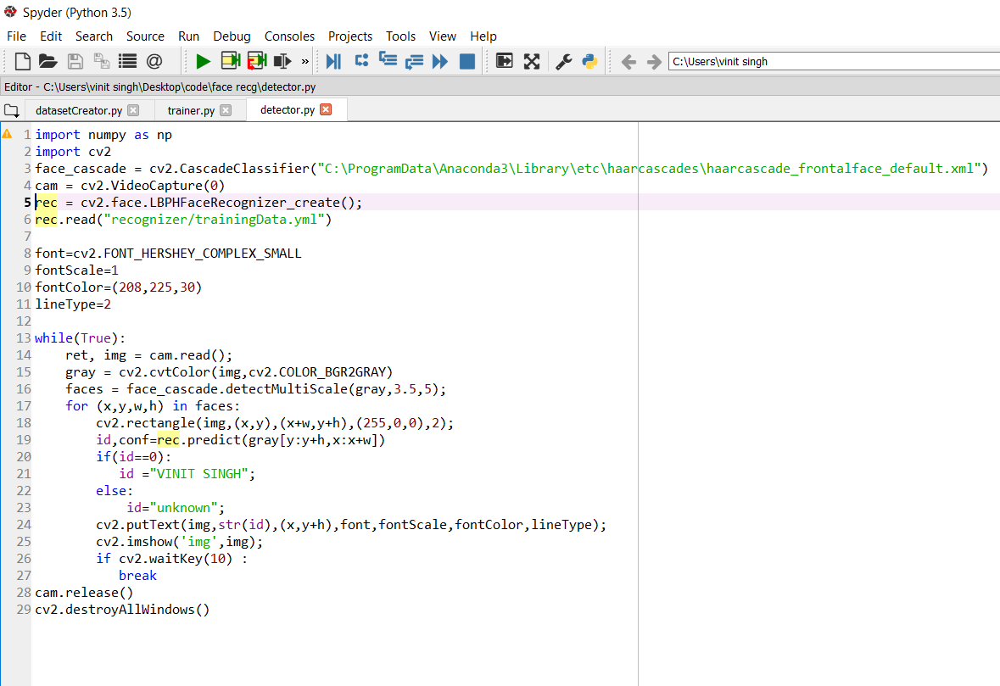 Spyder (Python 3.5)
File Edit Search Source Run Debug Consoles Projects Tools View Help
@ » C:\Users\vinit singh
Editor - C:\Users\vinit singh\Desktop\code\face recg\detector.py
datasetCreator.py trainer.py detector.py
1 import numpy as np
2 import cv2
3 face_cascade = cv2.CascadeClassifier("C:\ProgramData\Anaconda3\Library\etc\haarcascades\haarcascade_frontalface_default.xml")
4 cam = cv2.VideoCapture(0)
5 rec = cv2.face.LBPHFaceRecognizer_create();
6 rec.read("recognizer/trainingData.yml")
7
8 font=cv2.FONT_HERSHEY_COMPLEX_SMALL
9 fontScale=1
10 fontColor=(208,225,30)
11 lineType=2
12
13 while(True):
14     ret, img = cam.read();
15     gray = cv2.cvtColor(img,cv2.COLOR_BGR2GRAY)
16     faces = face_cascade.detectMultiScale(gray,3.5,5);
17     for (x,y,w,h) in faces:
18         cv2.rectangle(img,(x,y),(x+w,y+h),(255,0,0),2);
19         id,conf=rec.predict(gray[y:y+h,x:x+w])
20         if(id==0):
21            id ="VINIT SINGH";
22         else:
23             id="unknown";
24         cv2.putText(img,str(id),(x,y+h),font,fontScale,fontColor,lineType);
25         cv2.imshow('img',img);
26         if cv2.waitKey(10) :
27            break
28 cam.release()
29 cv2.destroyAllWindows()